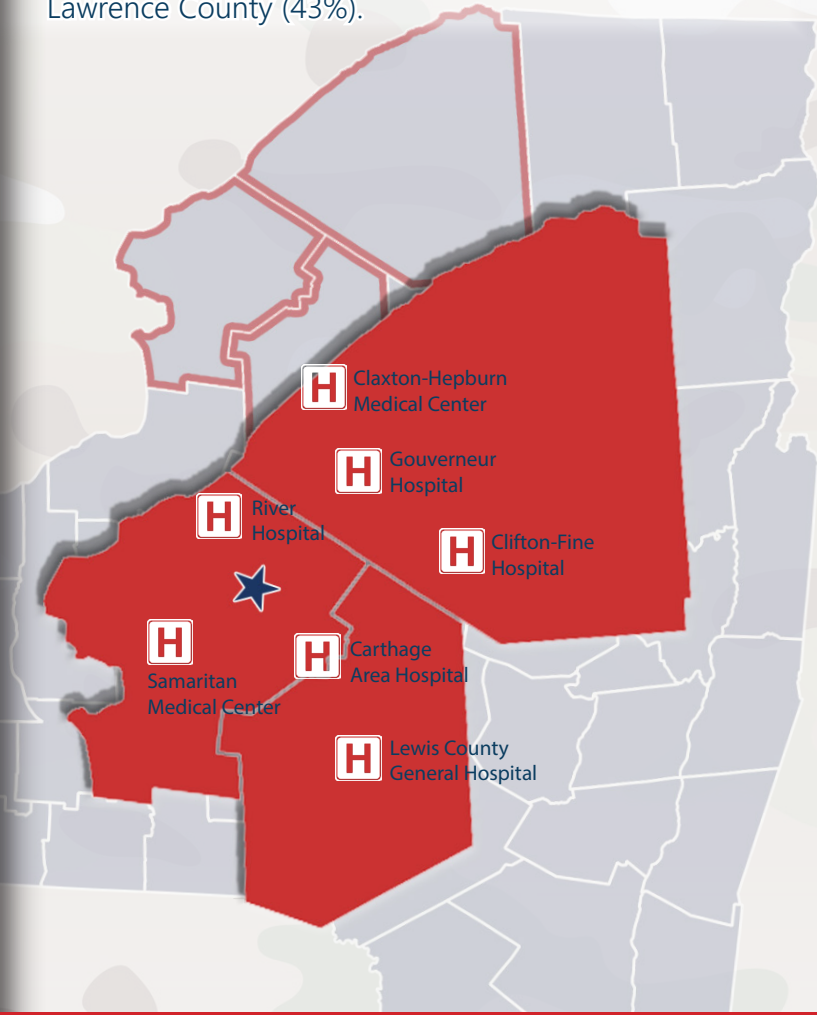 Lawrence County (43%).
H
Claxton-Hepburn
Medical Center
H
Gouverneur
Hospital
H
River
Hospital
H
Clifton-Fine
Hospital
H
Samaritan
Medical Center
H
Carthage
Area Hospital
H
Lewis County
General Hospital